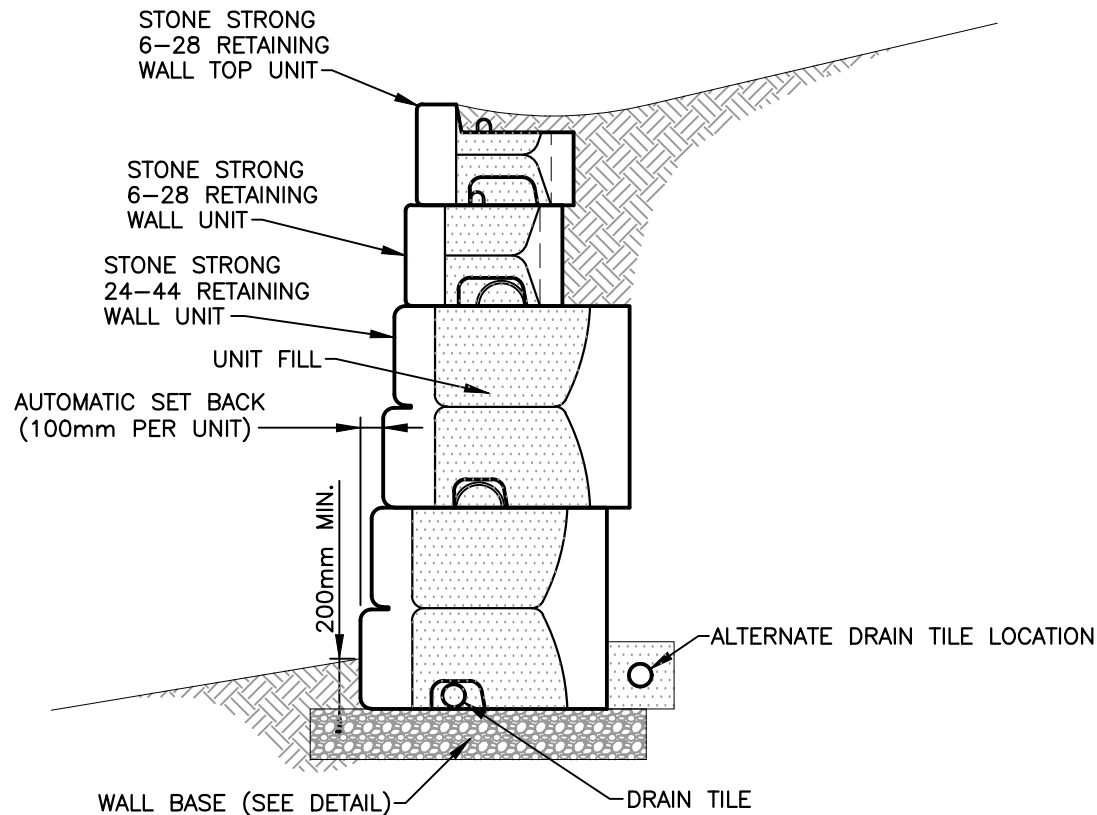 STONE STRONG
6-28 RETAINING
WALL TOP UNIT
STONE STRONG
6-28 RETAINING
WALL UNIT
STONE STRONG
24-44 RETAINING
WALL UNIT
UNIT FILL
AUTOMATIC SET BACK
(100mm PER UNIT)
200mm MIN.
ALTERNATE DRAIN TILE LOCATION
WALL BASE (SEE DETAIL)
DRAIN TILE